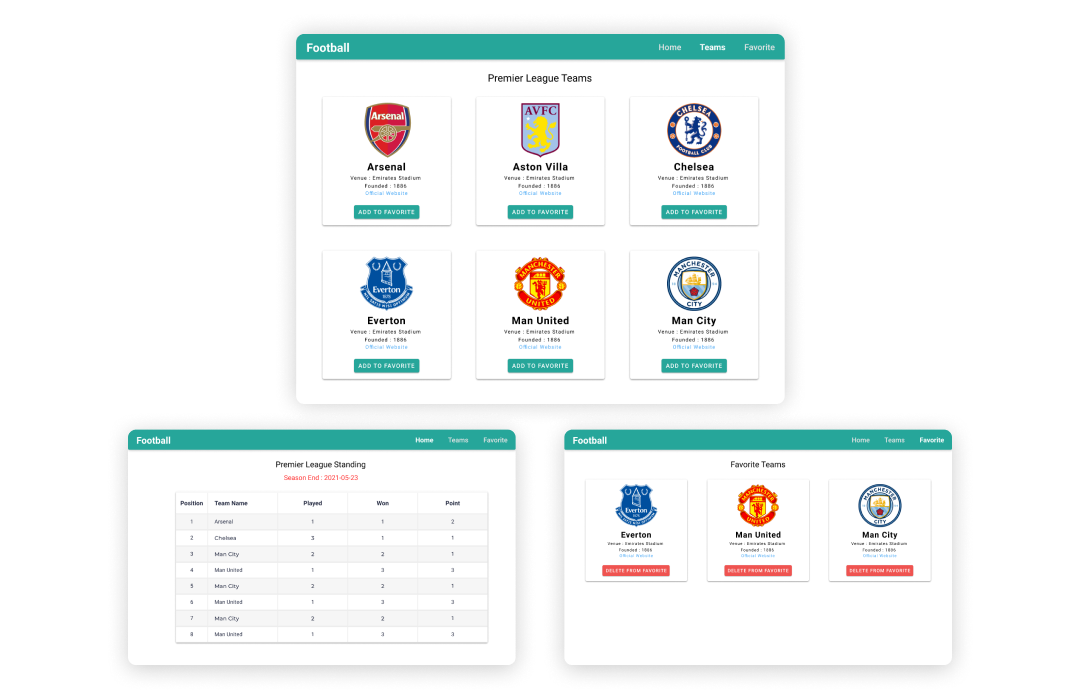 Football Home Teams Favorite
Premier League Teams
Arsenal AVFC CHELSEA FOOTBALL CLUB
Arsenal Aston Villa Chelsea
Venue : Emirates Stadium Venue : Emirates Stadium Venue : Emirates Stadium
Founded : 1886 Founded : 1886 Founded : 1886
Official Website Official Website Official Website
ADD TO FAVORITE ADD TO FAVORITE ADD TO FAVORITE
Everton 1878 MANCHESTER UNITED MANCHESTER CITY
Everton Man United Man City
Venue : Emirates Stadium Venue : Emirates Stadium Venue : Emirates Stadium
Founded : 1886 Founded : 1886 Founded : 1886
Official Website Official Website Official Website
ADD TO FAVORITE ADD TO FAVORITE ADD TO FAVORITE
Football Home Teams Favorite
Premier League Standing
Season End : 2021-05-23
Position Team Name Played Won Point
1 Arsenal 1 1 2
2 Chelsea 3 1 1
3 Man City 2 2 1
4 Man United 1 3 3
5 Man City 2 2 1
6 Man United 1 3 3
7 Man City 2 2 1
8 Man United 1 3 3
Football Home Teams Favorite
Favorite Teams
Everton MANCHESTER UNITED MANCHESTER CITY
Everton Man United Man City
Venue : Emirates Stadium Venue : Emirates Stadium Venue : Emirates Stadium
Founded : 1886 Founded : 1886 Founded : 1886
Official Website Official Website Official Website
DELETE FROM FAVORITE DELETE FROM FAVORITE DELETE FROM FAVORITE